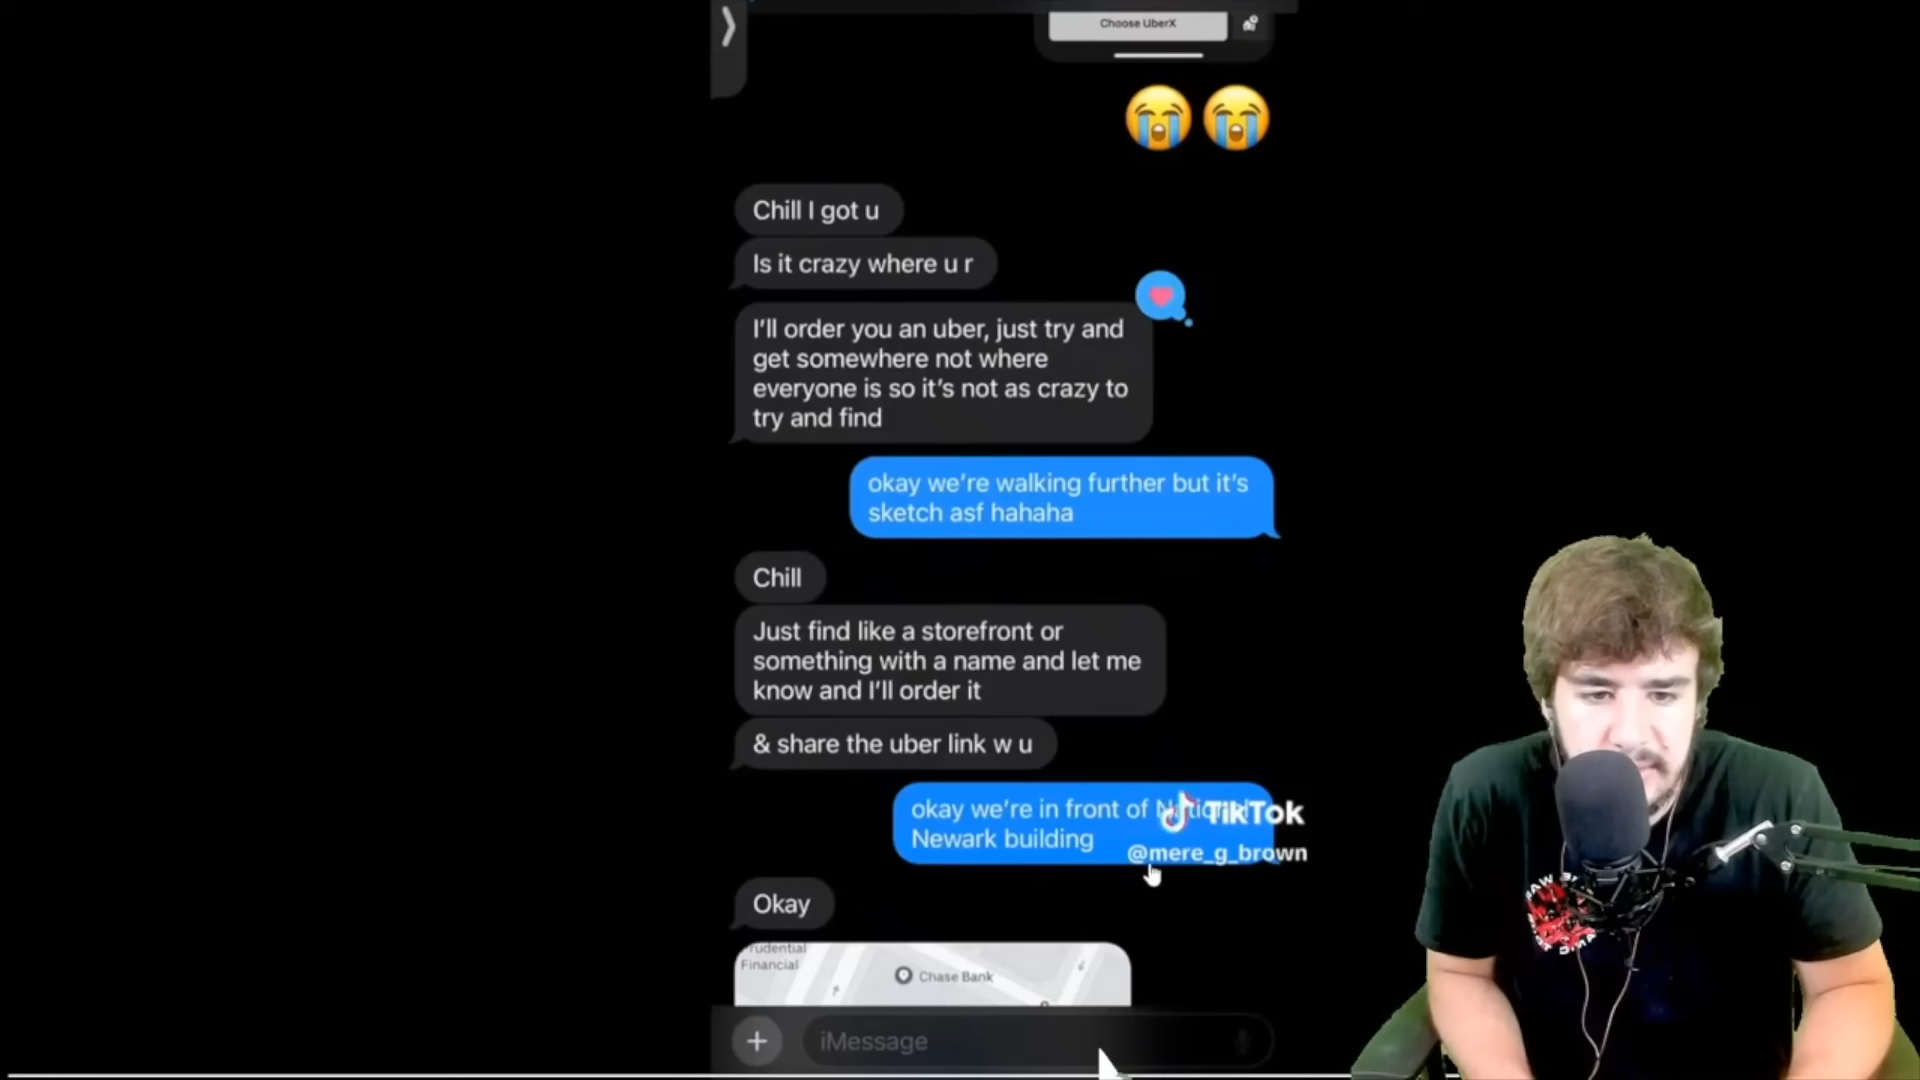 Choose UberX
Chill I got u
Is it crazy where u r
I'll order you an uber, just try and
get somewhere not where
everyone is so it's not as crazy to
try and find
okay we're walking further but it's
sketch asf hahaha
Chill
Just find like a storefront or
something with a name and let me
know and I'll order it
& share the uber link w u
okay we're in front of National
Newark building
TikTok
@mere_g_brown
Okay
Prudential
Financial
Chase Bank
iMessage